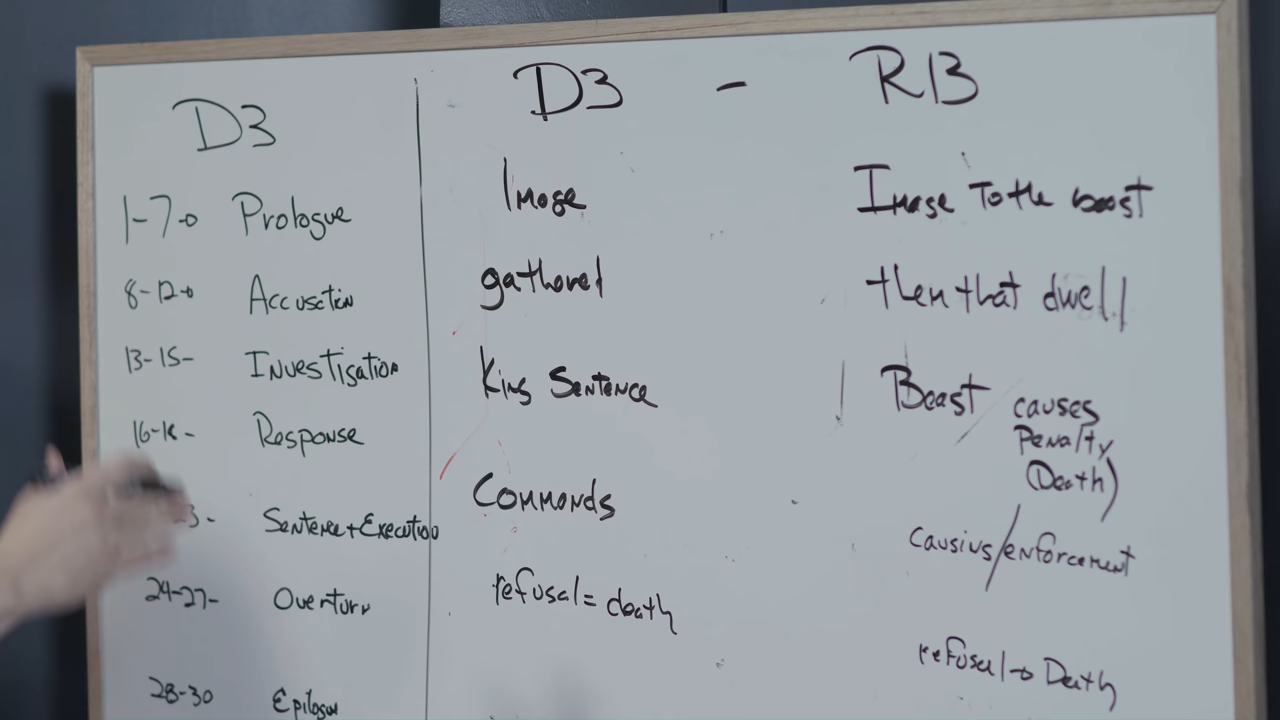 D3
1-7→ Prologue
8-12→ Accusation
13-15- Investigation
16-18- Response
3- Sentence+Execution
24-27- Overturn
28-30 Epilogue
D3 - R13
Image Image To the beast
gathered them that dwell
King Sentence Beast causes
Penalty
(Death)
Commands causing/enforcement
refusal = death refusal→Death